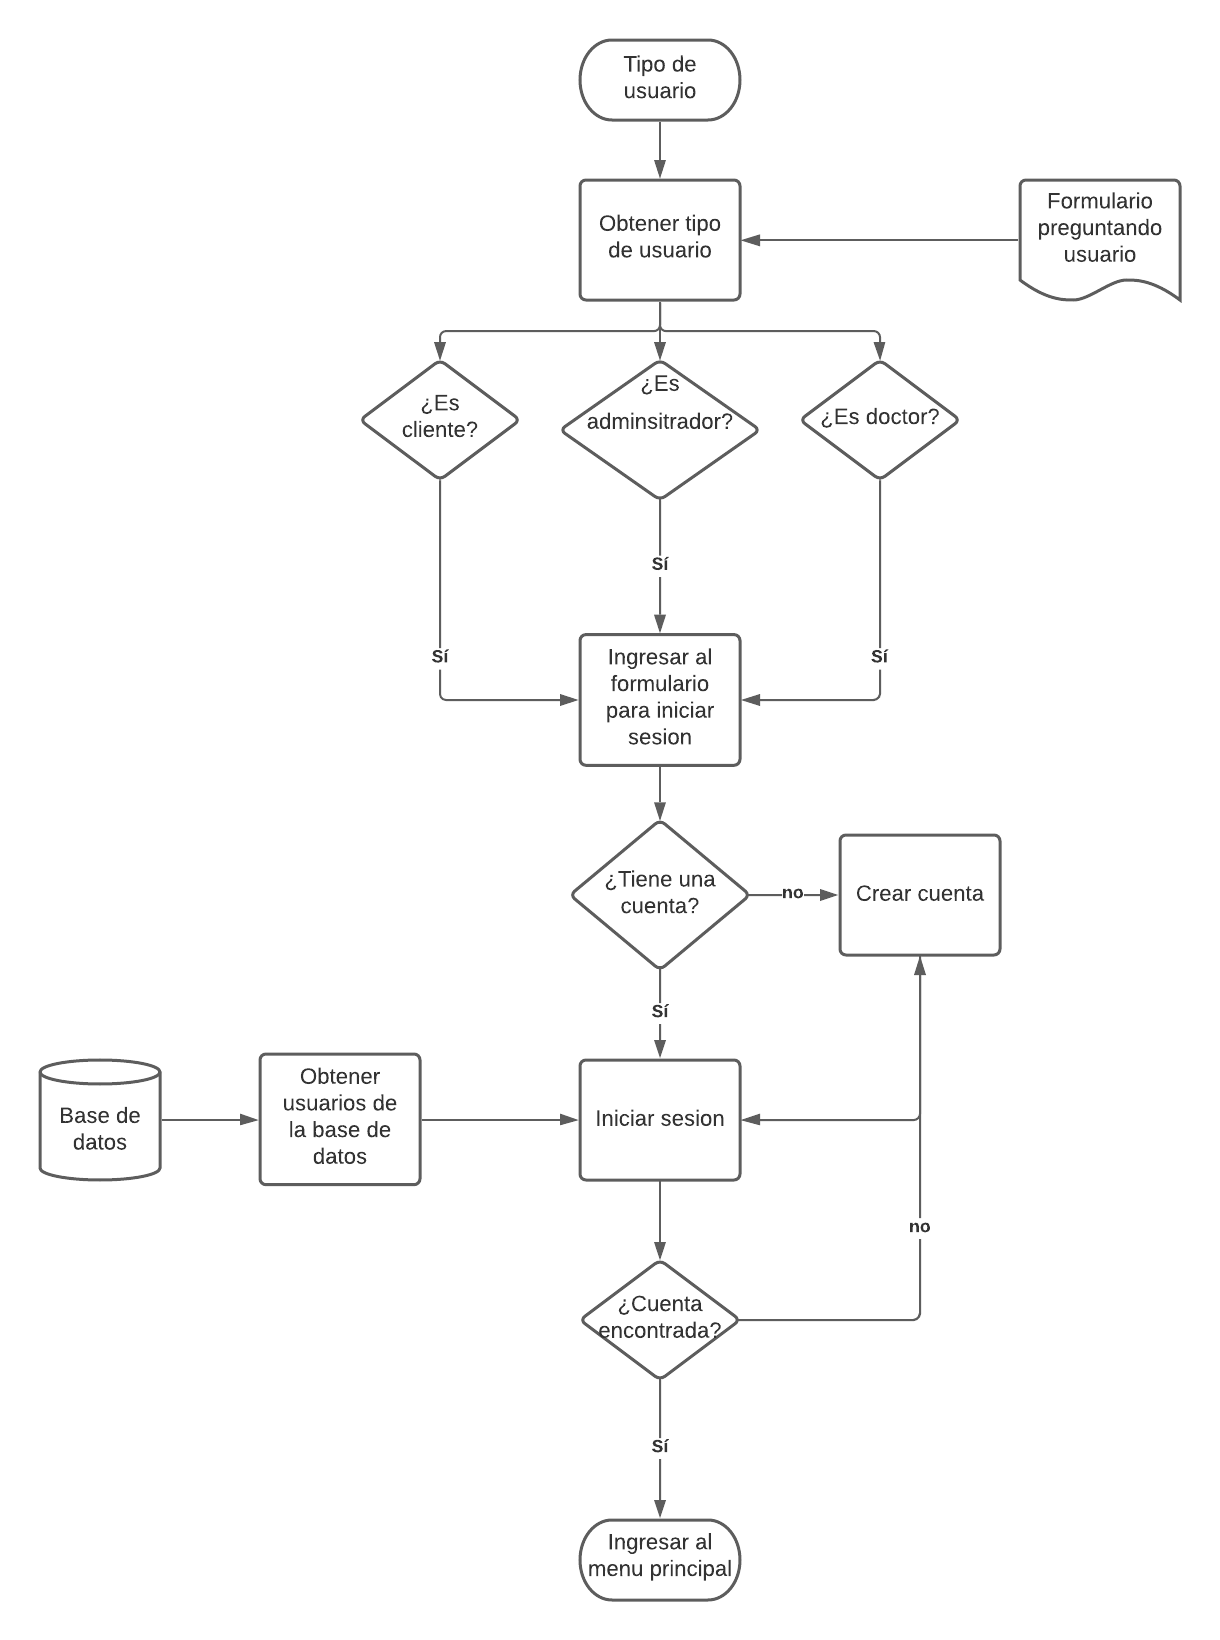 Tipo de
usuario
Obtener tipo
de usuario
Formulario
preguntando
usuario
¿Es
cliente?
¿Es
adminsitrador?
¿Es doctor?
Sí
Sí
Sí
Ingresar al
formulario
para iniciar
sesion
¿Tiene una
cuenta?
no
Crear cuenta
Sí
Base de
datos
Obtener
usuarios de
la base de
datos
Iniciar sesion
no
¿Cuenta
encontrada?
Sí
Ingresar al
menu principal